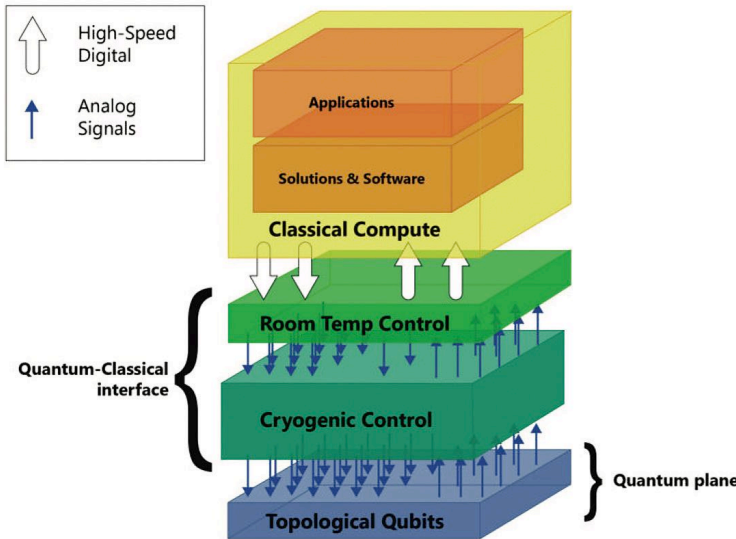 High-Speed
Digital
Analog
Signals
Applications
Solutions & Software
Classical Compute
Room Temp Control
Quantum-Classical
interface
Cryogenic Control
Quantum plane
Topological Qubits